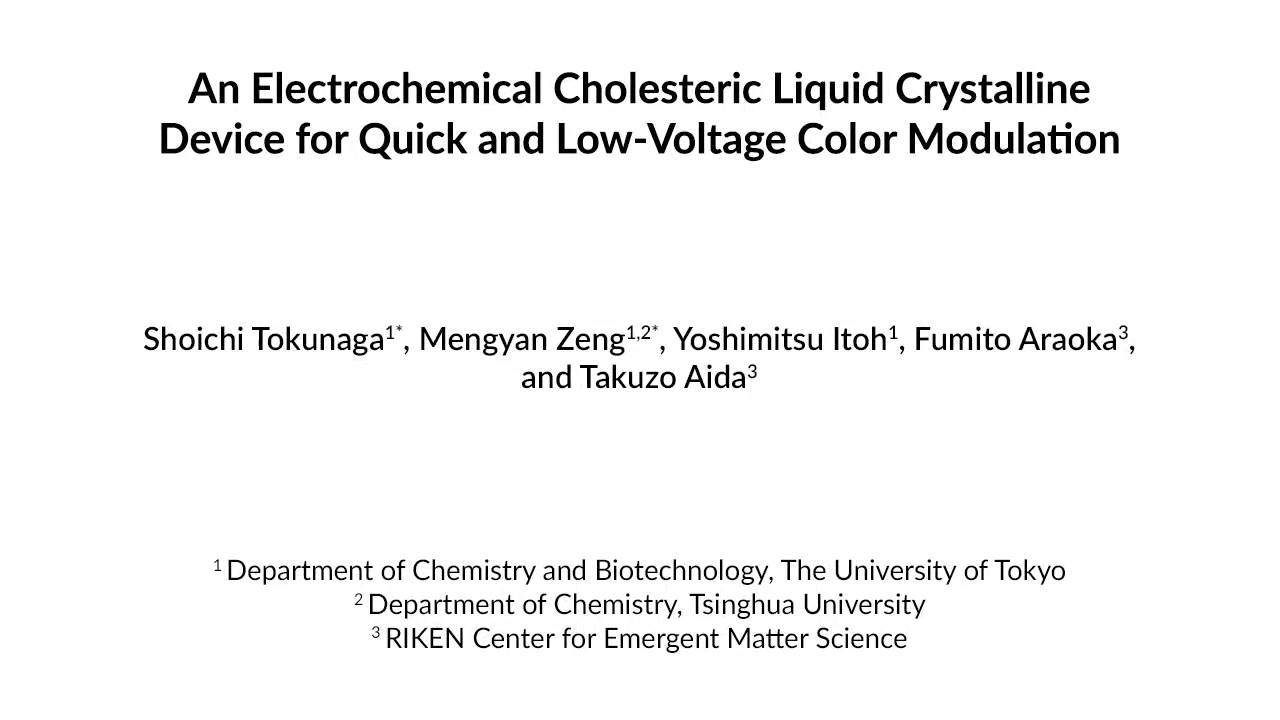 An Electrochemical Cholesteric Liquid Crystalline
Device for Quick and Low-Voltage Color Modulation
Shoichi Tokunaga1*, Mengyan Zeng1,2*, Yoshimitsu Itoh1, Fumito Araoka3,
and Takuzo Aida3
1 Department of Chemistry and Biotechnology, The University of Tokyo
2 Department of Chemistry, Tsinghua University
3 RIKEN Center for Emergent Matter Science